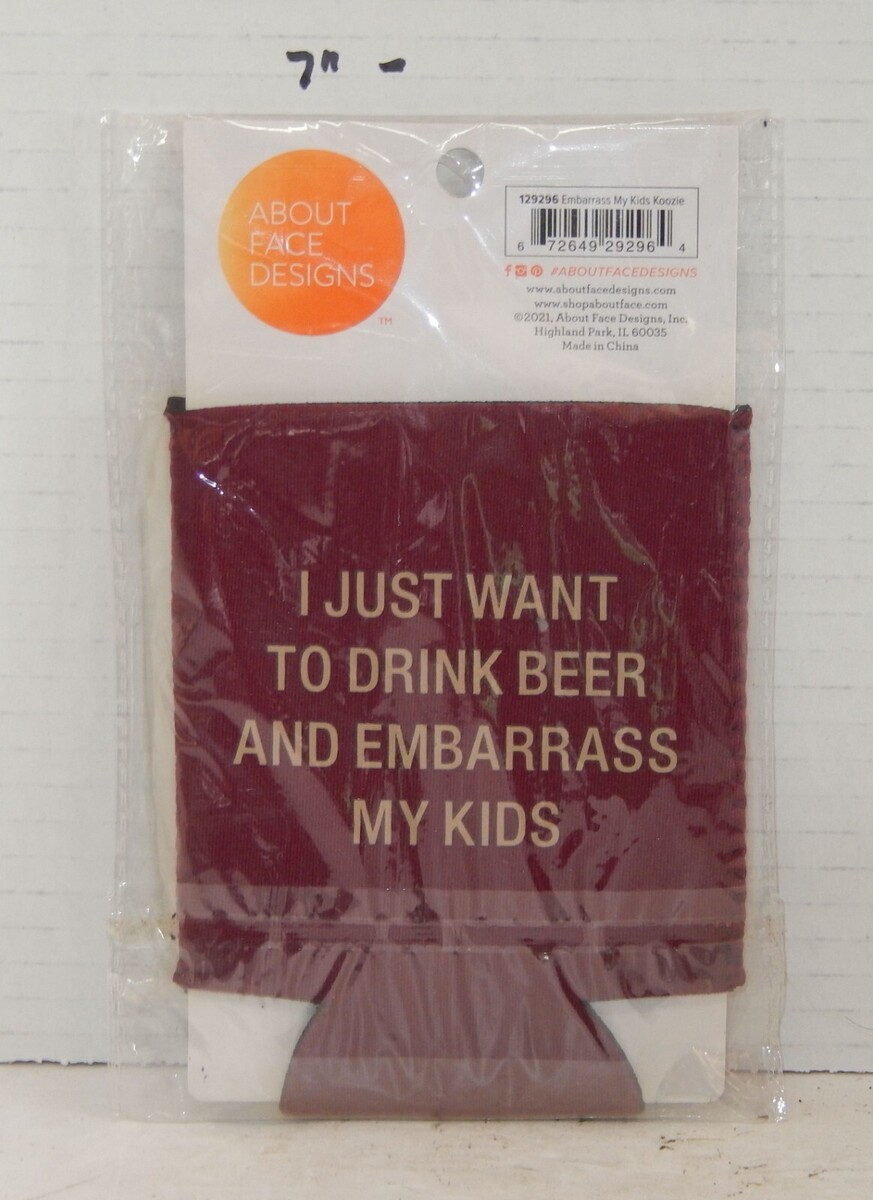 7" -
ABOUT
FACE
DESIGNS
TM
129296 Embarrass My Kids Koozie
6 72649 29296 4
#ABOUTFACEDESIGNS
www.aboutfacedesigns.com
www.shopaboutface.com
©2021, About Face Designs, Inc.
Highland Park, IL 60035
Made in China
I JUST WANT
TO DRINK BEER
AND EMBARRASS
MY KIDS